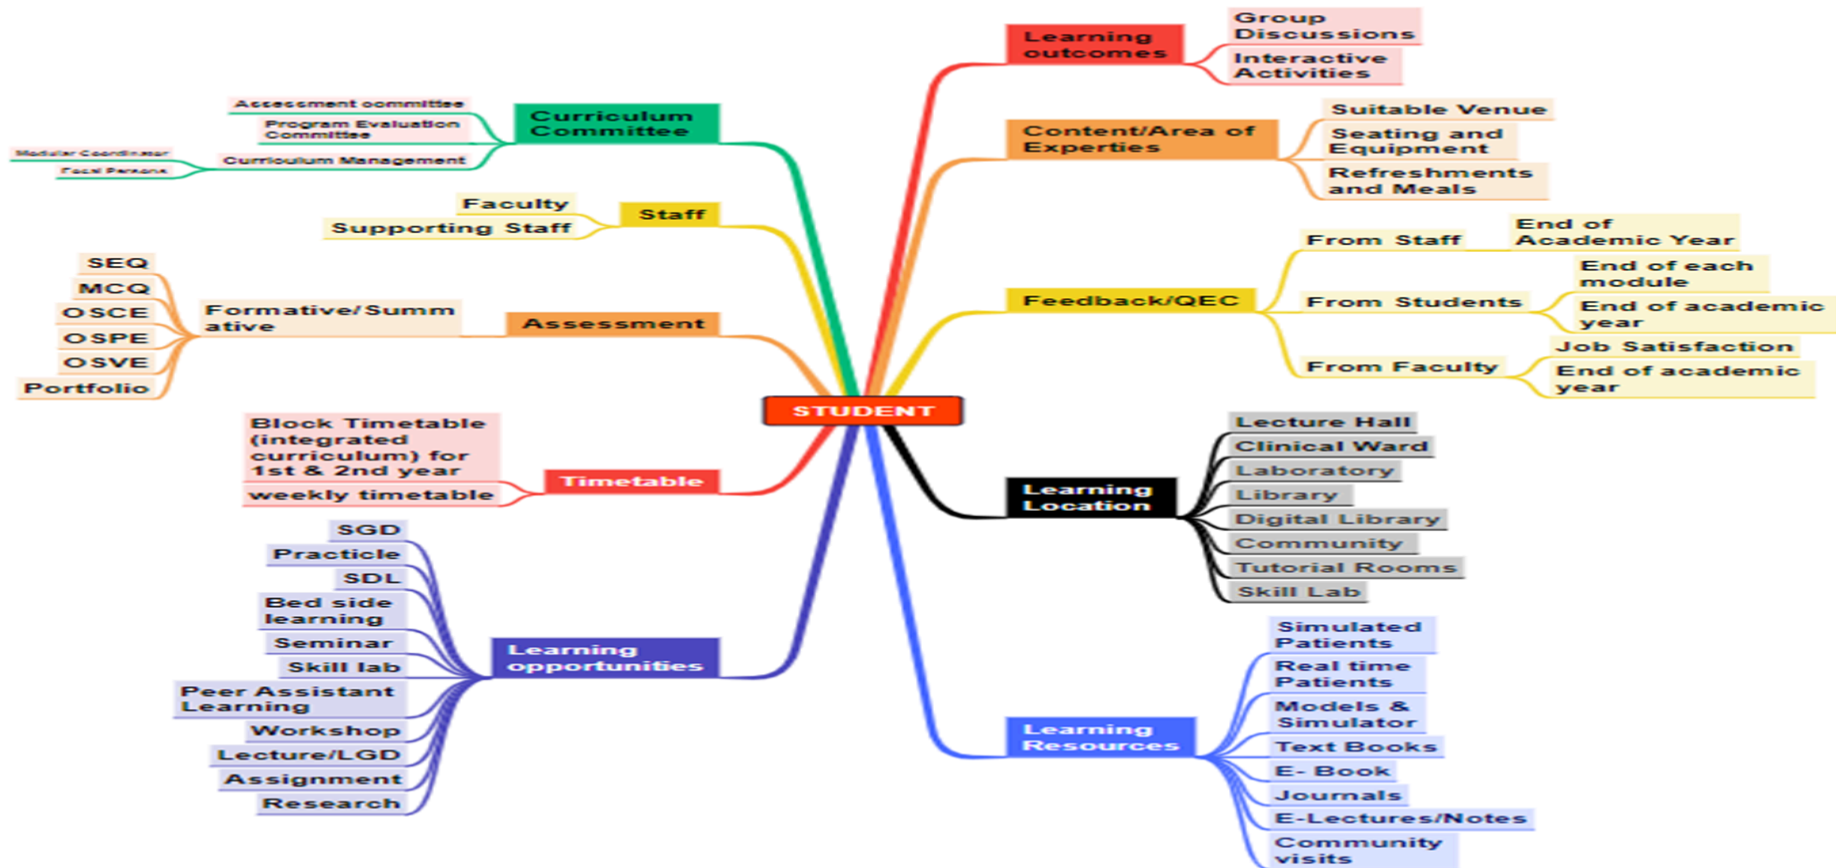 STUDENT
Curriculum
Committee
Assessment committee
Program Evaluation
Committee
Curriculum Management
Modular Coordinator
Focal Persons
Staff
Faculty
Supporting Staff
Assessment
Formative/Summ
ative
SEQ
MCQ
OSCE
OSPE
OSVE
Portfolio
Timetable
Block Timetable
(integrated
curriculum) for
1st & 2nd year
weekly timetable
Learning
opportunities
SGD
Practicle
SDL
Bed side
learning
Seminar
Skill lab
Peer Assistant
Learning
Workshop
Lecture/LGD
Assignment
Research
Learning
outcomes
Group
Discussions
Interactive
Activities
Content/Area of
Experties
Suitable Venue
Seating and
Equipment
Refreshments
and Meals
Feedback/QEC
From Staff
End of
Academic Year
From Students
End of each
module
End of academic
year
From Faculty
Job Satisfaction
End of academic
year
Learning
Location
Lecture Hall
Clinical Ward
Laboratory
Library
Digital Library
Community
Tutorial Rooms
Skill Lab
Learning
Resources
Simulated
Patients
Real time
Patients
Models &
Simulator
Text Books
E- Book
Journals
E-Lectures/Notes
Community
visits